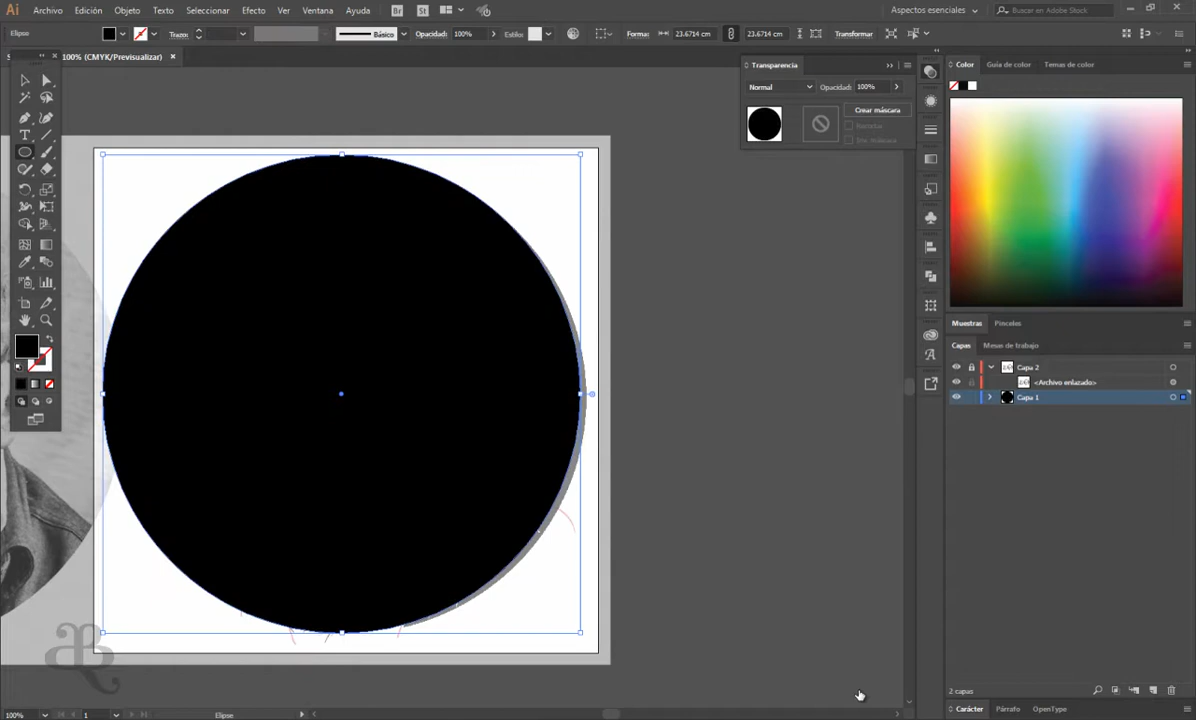 Ai Archivo Edición Objeto Texto Seleccionar Efecto Ver Ventana Ayuda Br St Aspectos esenciales Buscar en Adobe Stock
Elipse Trazo: Básico Opacidad: 100% Estilo: Forma: 23.6714 cm 23.6714 cm Transformar
100% (CMYK/Previsualizar)
Transparencia
Normal Opacidad: 100%
Crear máscara
Color Guía de color Temas de color
Muestras Pinceles
Capas Mesas de trabajo
Capa 2
<Archivo enlazado>
Capa 1
2 capas
100% 1 Elipse
Carácter Párrafo OpenType